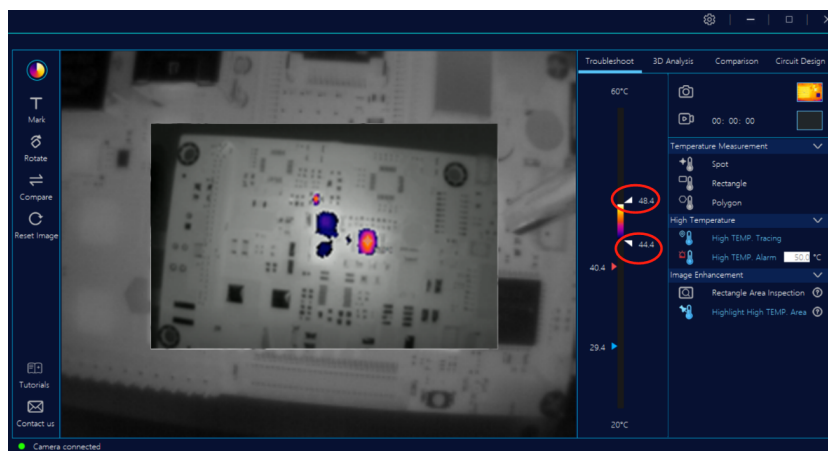 Troubleshoot 3D Analysis Comparison Circuit Design
Mark
Rotate
Compare
Reset Image
Tutorials
Contact us
60°C
48.4
44.4
40.4
29.4
20°C
00: 00: 00
Temperature Measurement
Spot
Rectangle
Polygon
High Temperature
High TEMP. Tracing
High TEMP. Alarm 50.0 °C
Image Enhancement
Rectangle Area Inspection
Highlight High TEMP. Area
Camera connected